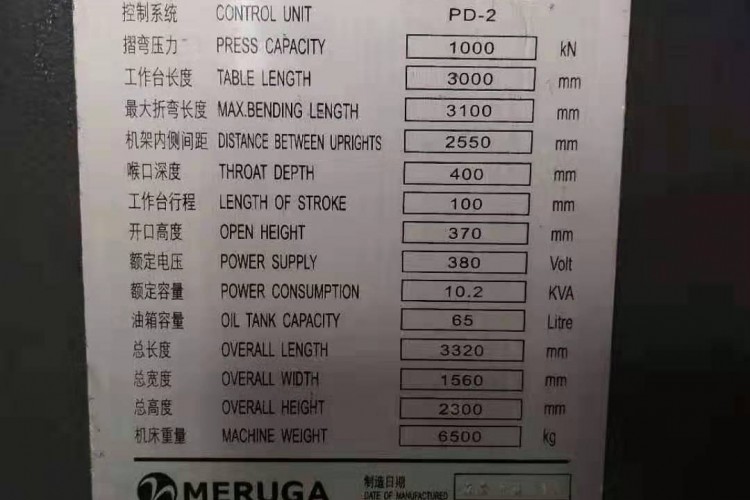 控制系统 CONTROL UNIT PD-2
摺弯压力 PRESS CAPACITY 1000 kN
工作台长度 TABLE LENGTH 3000 mm
最大折弯长度 MAX.BENDING LENGTH 3100 mm
机架内侧间距 DISTANCE BETWEEN UPRIGHTS 2550 mm
喉口深度 THROAT DEPTH 400 mm
工作台行程 LENGTH OF STROKE 100 mm
开口高度 OPEN HEIGHT 370 mm
额定电压 POWER SUPPLY 380 Volt
额定容量 POWER CONSUMPTION 10.2 KVA
油箱容量 OIL TANK CAPACITY 65 Litre
总长度 OVERALL LENGTH 3320 mm
总宽度 OVERALL WIDTH 1560 mm
总高度 OVERALL HEIGHT 2300 mm
机床重量 MACHINE WEIGHT 6500 kg
MERUGA 制造日期
DATE OF MANUFACTURED